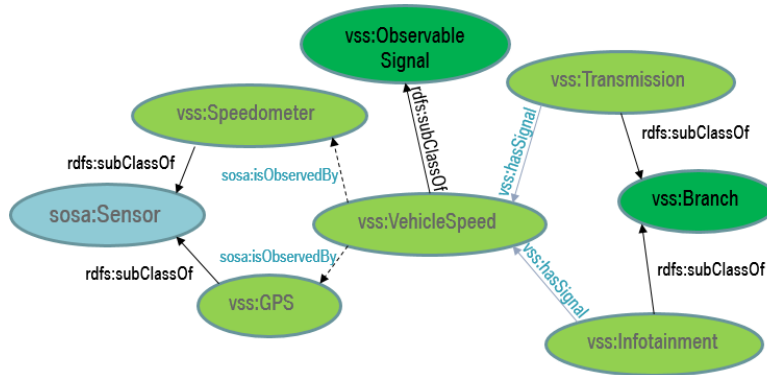 vss:Observable
Signal
vss:Transmission
vss:Speedometer
rdfs:subClassOf
vss:hasSignal
rdfs:subClassOf
rdfs:subClassOf
sosa:isObservedBy
sosa:Sensor
vss:VehicleSpeed
vss:Branch
sosa:isObservedBy
rdfs:subClassOf
vss:hasSignal
rdfs:subClassOf
vss:GPS
vss:Infotainment